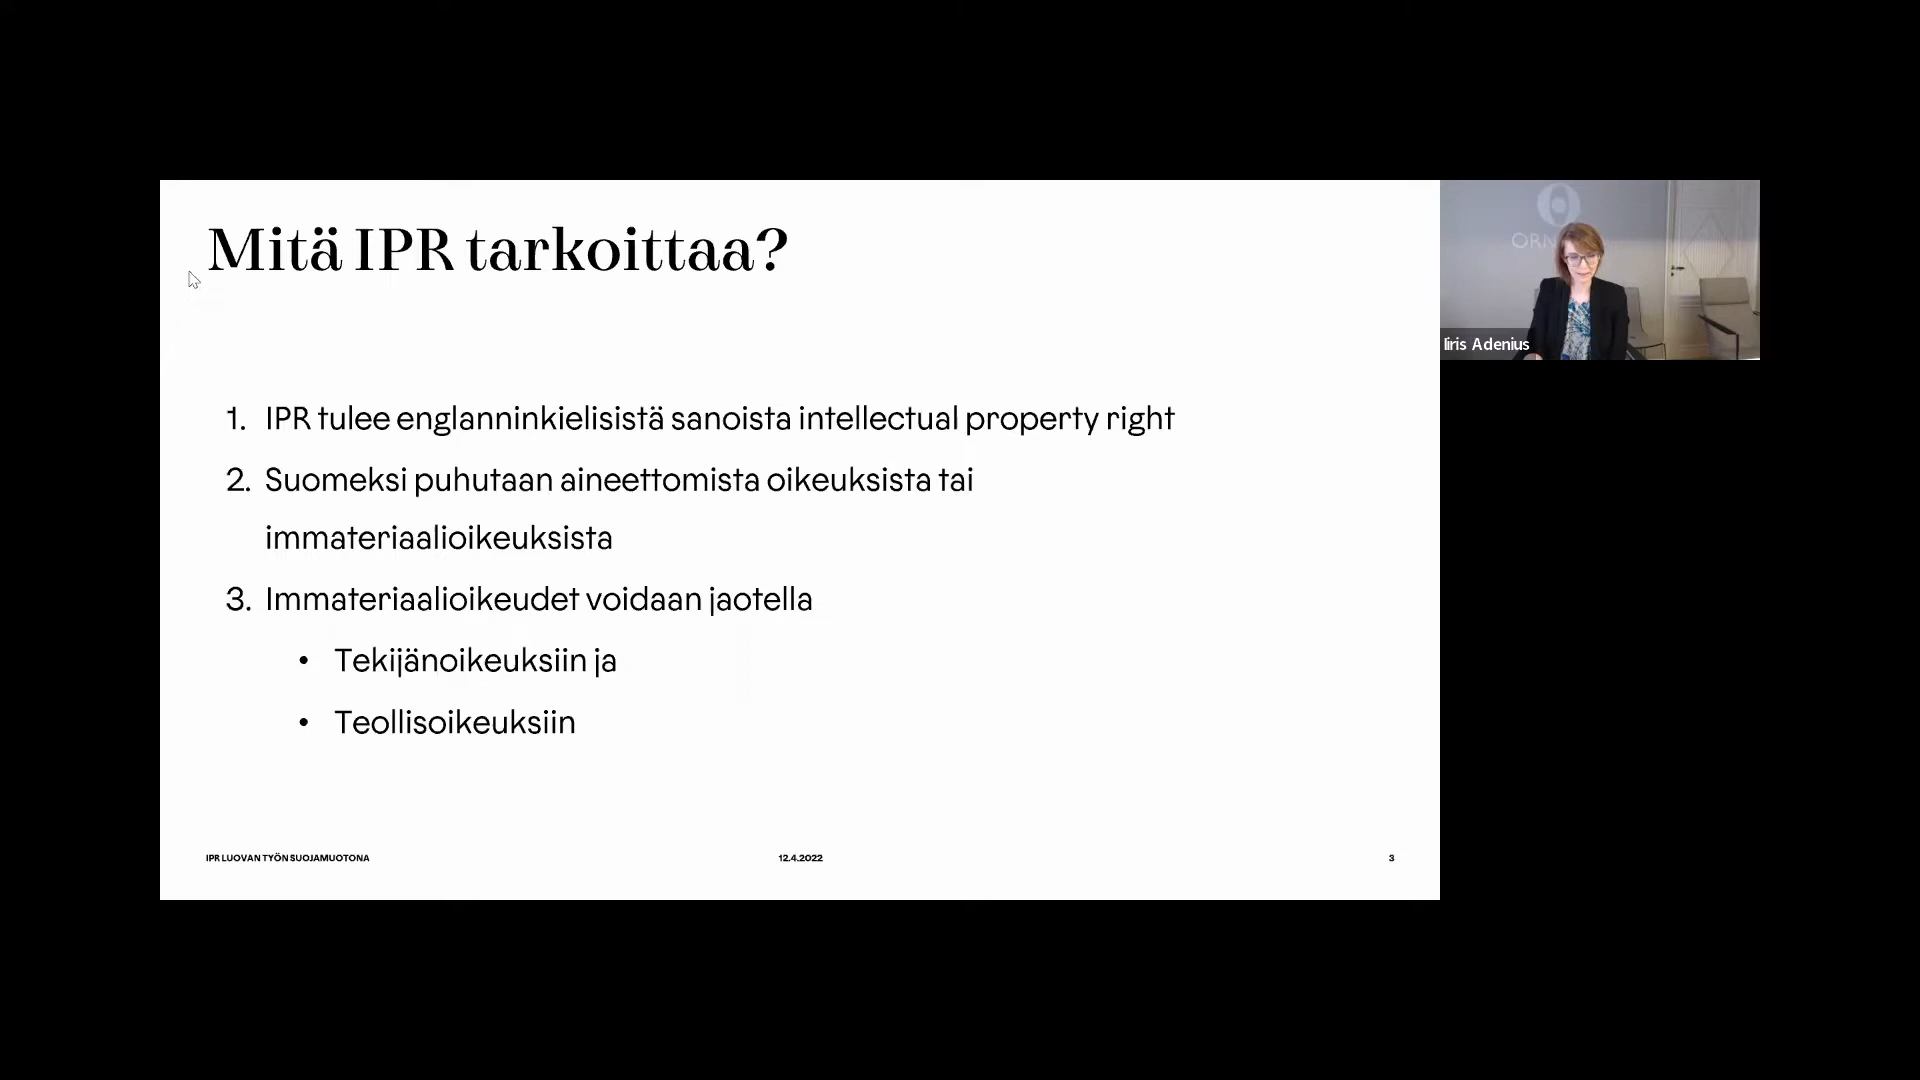 Mitä IPR tarkoittaa?
1. IPR tulee englanninkielisistä sanoista intellectual property right
2. Suomeksi puhutaan aineettomista oikeuksista tai
immateriaalioikeuksista
3. Immateriaalioikeudet voidaan jaotella
• Tekijänoikeuksiin ja
• Teollisoikeuksiin
IPR LUOVAN TYÖN SUOJAMUOTONA
12.4.2022
3
Iiris Adenius